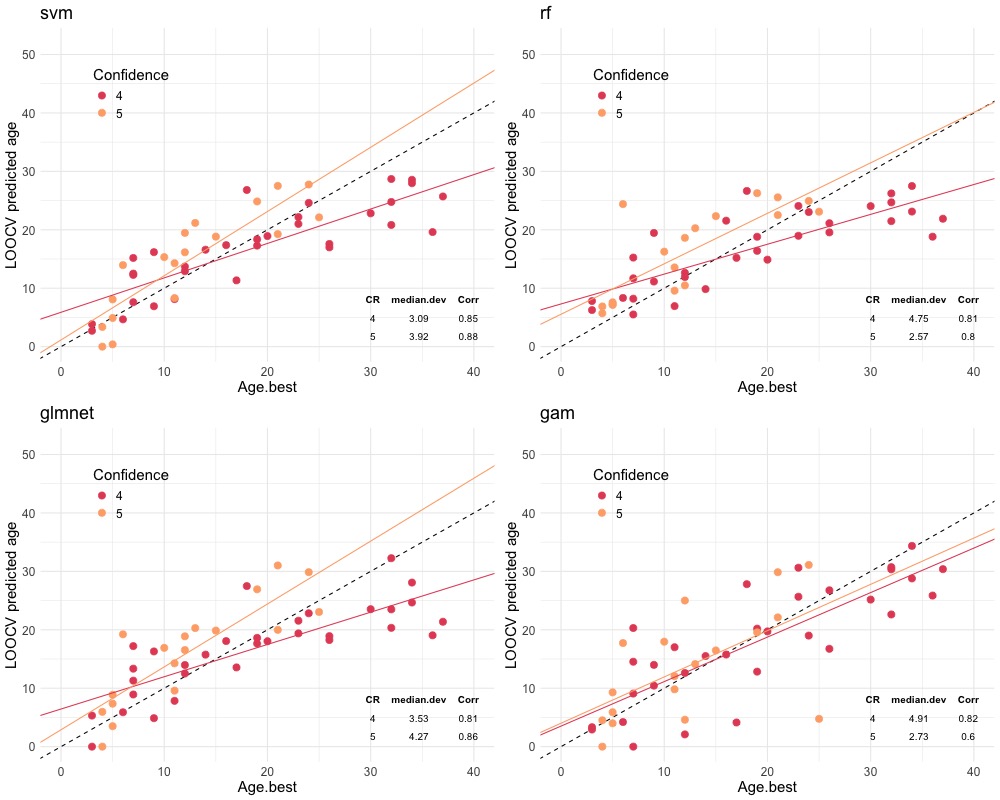 svm
LOOCV predicted age
50
40
30
20
10
0
Confidence
4
5
CR median.dev Corr
4 3.09 0.85
5 3.92 0.88
0 10 20 30 40
Age.best
rf
LOOCV predicted age
50
40
30
20
10
0
Confidence
4
5
CR median.dev Corr
4 4.75 0.81
5 2.57 0.8
0 10 20 30 40
Age.best
glmnet
LOOCV predicted age
50
40
30
20
10
0
Confidence
4
5
CR median.dev Corr
4 3.53 0.81
5 4.27 0.86
0 10 20 30 40
Age.best
gam
LOOCV predicted age
50
40
30
20
10
0
Confidence
4
5
CR median.dev Corr
4 4.91 0.82
5 2.73 0.6
0 10 20 30 40
Age.best